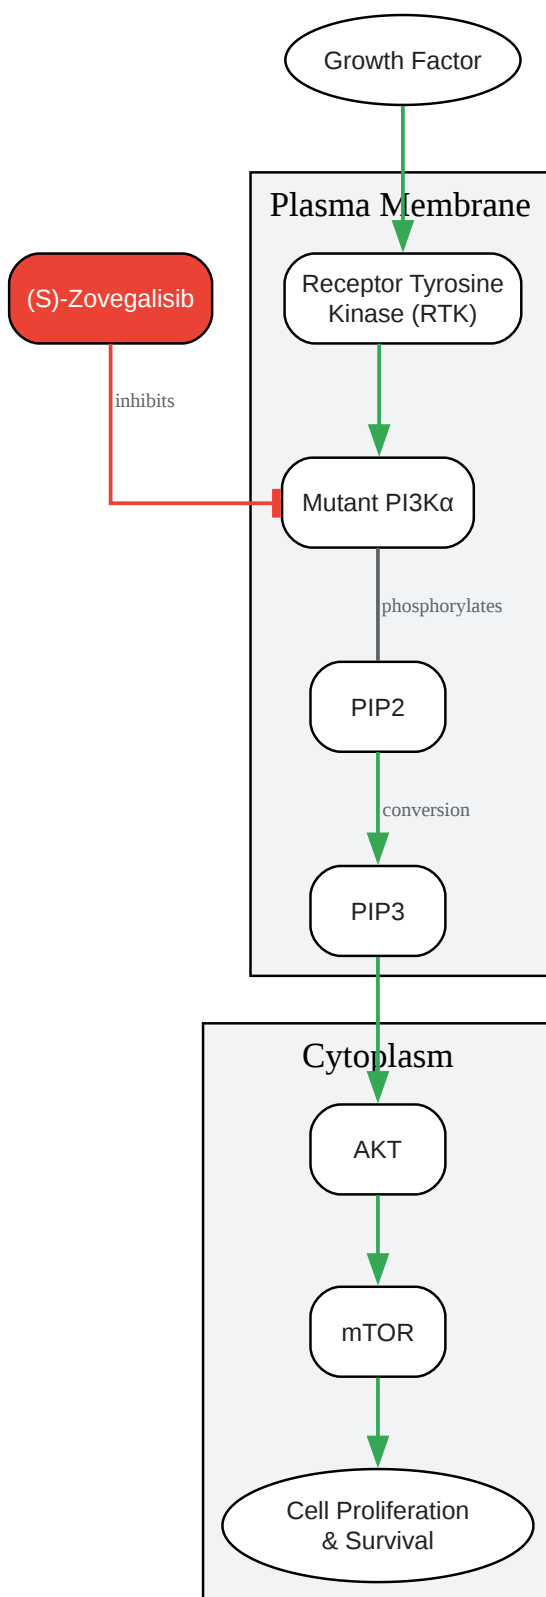 Growth Factor
Plasma Membrane
(S)-Zovegalisib
Receptor Tyrosine
Kinase (RTK)
inhibits
Mutant PI3Kα
phosphorylates
PIP2
conversion
PIP3
Cytoplasm
AKT
mTOR
Cell Proliferation
& Survival